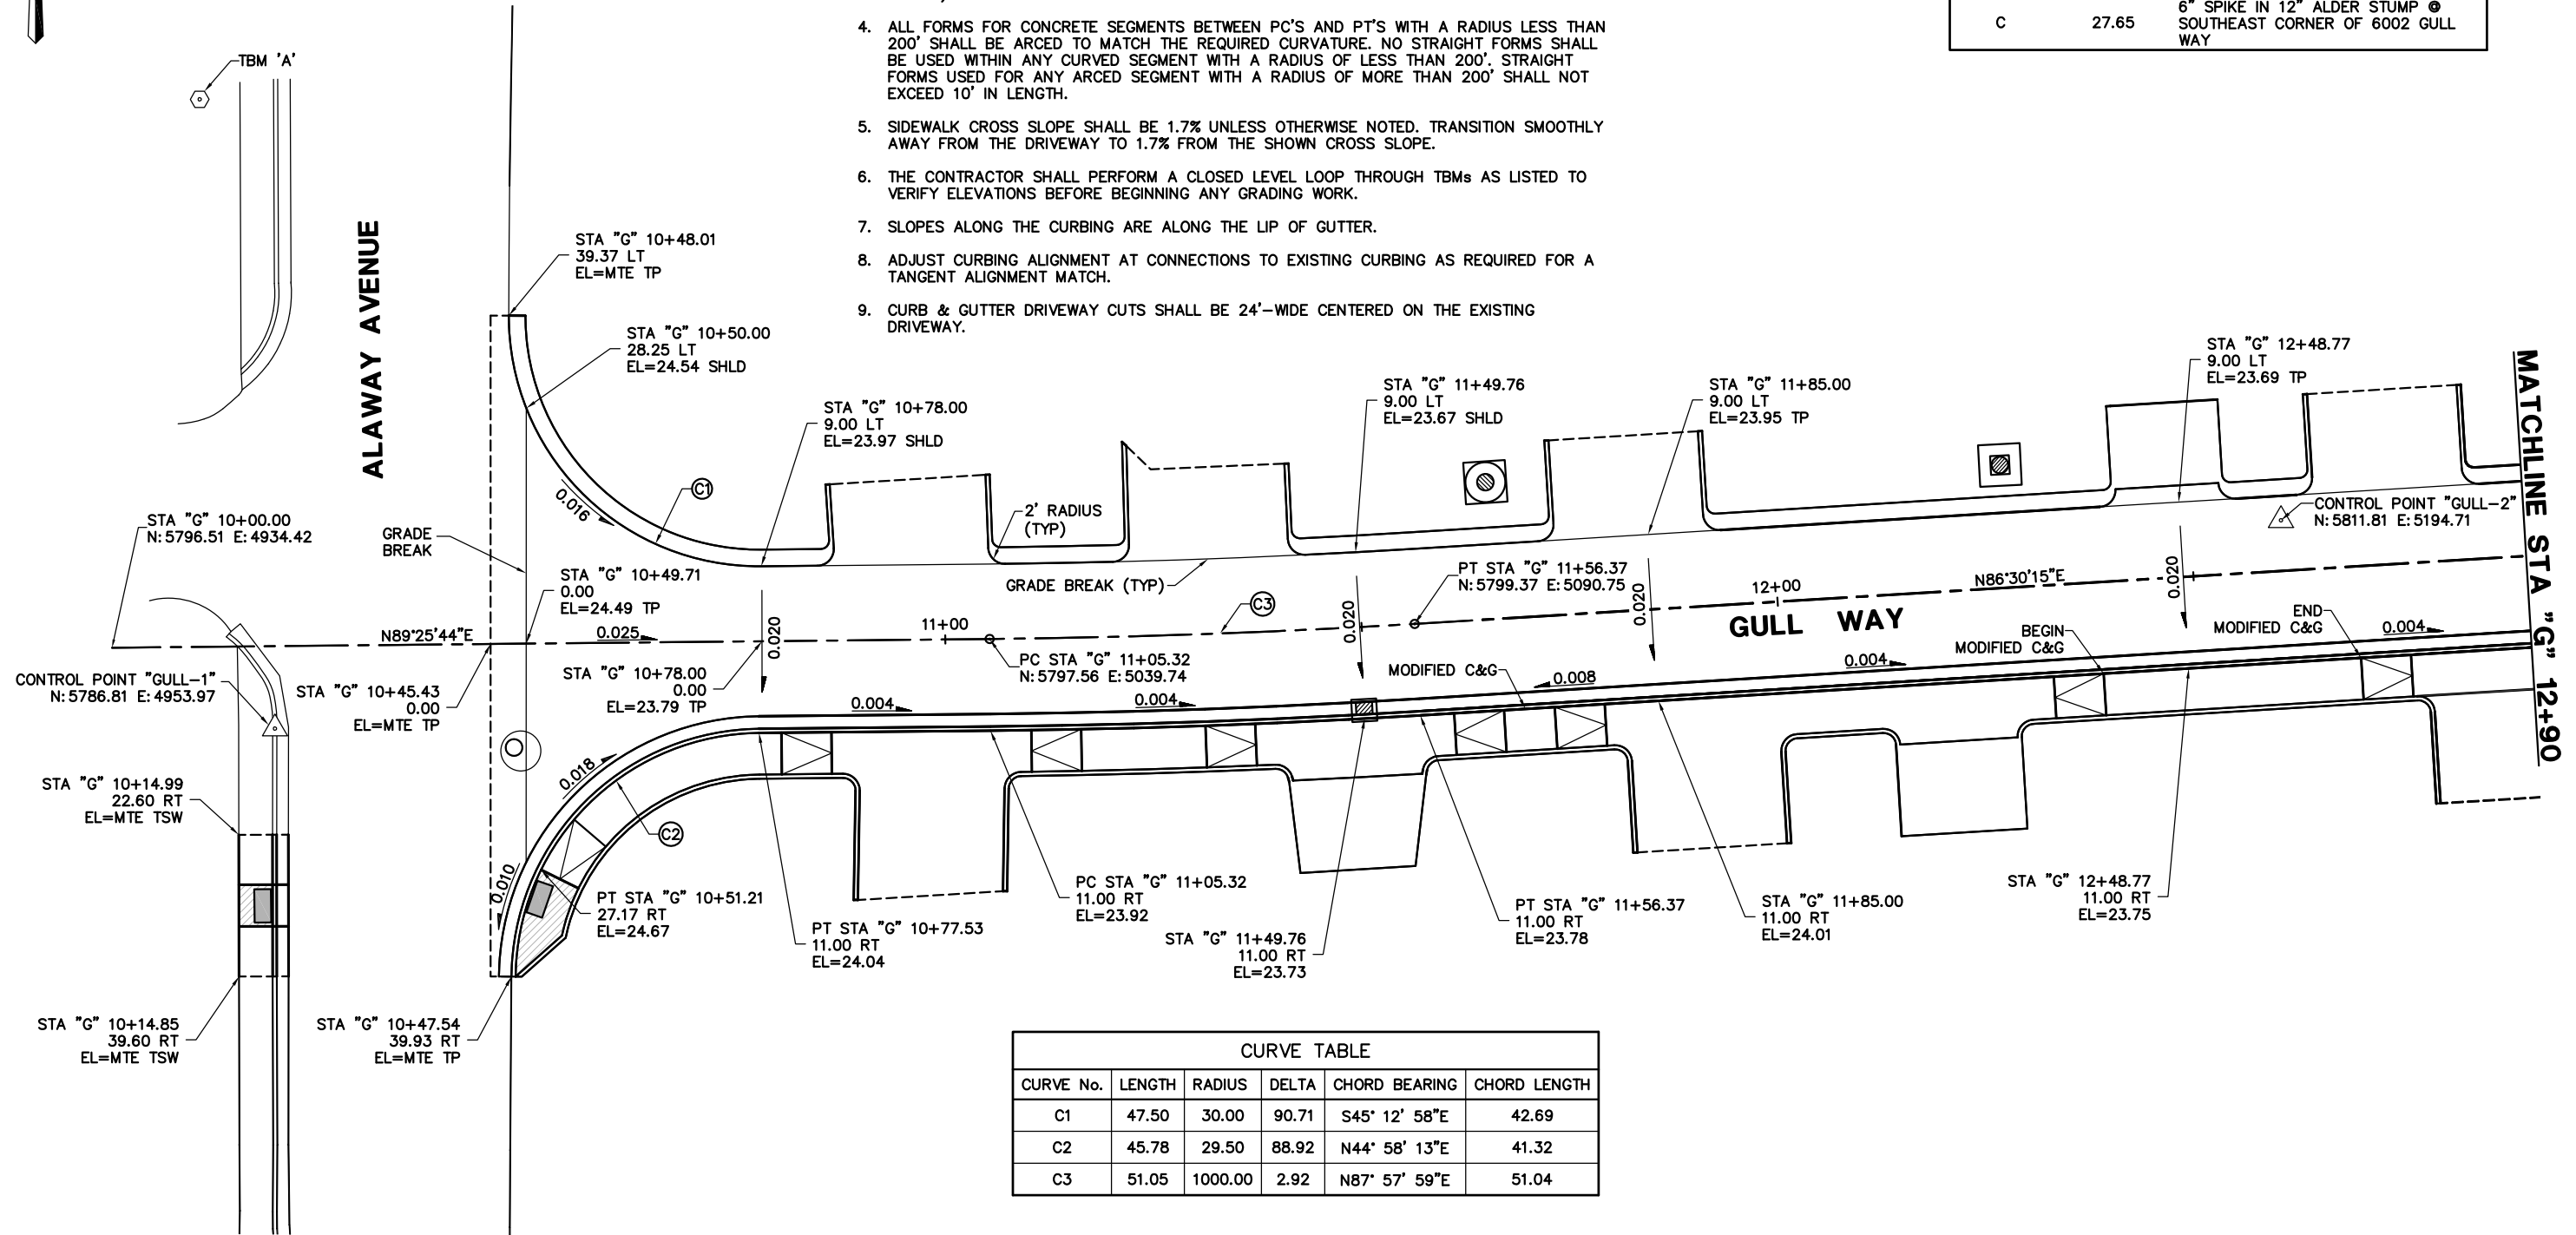 4. ALL FORMS FOR CONCRETE SEGMENTS BETWEEN PC'S AND PT'S WITH A RADIUS LESS THAN
200' SHALL BE ARCED TO MATCH THE REQUIRED CURVATURE. NO STRAIGHT FORMS SHALL
BE USED WITHIN ANY CURVED SEGMENT WITH A RADIUS OF LESS THAN 200'. STRAIGHT
FORMS USED FOR ANY ARCED SEGMENT WITH A RADIUS OF MORE THAN 200' SHALL NOT
EXCEED 10' IN LENGTH.
5. SIDEWALK CROSS SLOPE SHALL BE 1.7% UNLESS OTHERWISE NOTED. TRANSITION SMOOTHLY
AWAY FROM THE DRIVEWAY TO 1.7% FROM THE SHOWN CROSS SLOPE.
6. THE CONTRACTOR SHALL PERFORM A CLOSED LEVEL LOOP THROUGH TBMs AS LISTED TO
VERIFY ELEVATIONS BEFORE BEGINNING ANY GRADING WORK.
7. SLOPES ALONG THE CURBING ARE ALONG THE LIP OF GUTTER.
8. ADJUST CURBING ALIGNMENT AT CONNECTIONS TO EXISTING CURBING AS REQUIRED FOR A
TANGENT ALIGNMENT MATCH.
9. CURB & GUTTER DRIVEWAY CUTS SHALL BE 24'-WIDE CENTERED ON THE EXISTING
DRIVEWAY.
6" SPIKE IN 12" ALDER STUMP @
C 27.65 SOUTHEAST CORNER OF 6002 GULL
WAY
TBM 'A'
ALAWAY AVENUE
STA "G" 10+48.01
39.37 LT
EL=MTE TP
STA "G" 10+50.00
28.25 LT
EL=24.54 SHLD
STA "G" 10+78.00
9.00 LT
EL=23.97 SHLD
STA "G" 11+49.76
9.00 LT
EL=23.67 SHLD
STA "G" 11+85.00
9.00 LT
EL=23.95 TP
STA "G" 12+48.77
9.00 LT
EL=23.69 TP
MATCHLINE STA "G" 12+90
C1
0.016
2' RADIUS
(TYP)
CONTROL POINT "GULL-2"
N:5811.81 E:5194.71
STA "G" 10+00.00
N:5796.51 E:4934.42
GRADE
BREAK
STA "G" 10+49.71
0.00
EL=24.49 TP
GRADE BREAK (TYP)
PT STA "G" 11+56.37
N:5799.37 E:5090.75
12+00
N86°30'15"E
GULL WAY
C3
11+00
N89°25'44"E
0.025
0.020
0.020
0.020
0.020
PC STA "G" 11+05.32
N:5797.56 E:5039.74
END
MODIFIED C&G
BEGIN
MODIFIED C&G
MODIFIED C&G
0.004
0.004
0.008
0.004
0.004
CONTROL POINT "GULL-1"
N:5786.81 E:4953.97
STA "G" 10+45.43
0.00
EL=MTE TP
STA "G" 10+78.00
0.00
EL=23.79 TP
0.018
C2
0.010
STA "G" 10+14.99
22.60 RT
EL=MTE TSW
PT STA "G" 10+51.21
27.17 RT
EL=24.67
PT STA "G" 10+77.53
11.00 RT
EL=24.04
PC STA "G" 11+05.32
11.00 RT
EL=23.92
STA "G" 11+49.76
11.00 RT
EL=23.73
PT STA "G" 11+56.37
11.00 RT
EL=23.78
STA "G" 11+85.00
11.00 RT
EL=24.01
STA "G" 12+48.77
11.00 RT
EL=23.75
STA "G" 10+14.85
39.60 RT
EL=MTE TSW
STA "G" 10+47.54
39.93 RT
EL=MTE TP
CURVE TABLE
CURVE No. LENGTH RADIUS DELTA CHORD BEARING CHORD LENGTH
C1 47.50 30.00 90.71 S45° 12' 58"E 42.69
C2 45.78 29.50 88.92 N44° 58' 13"E 41.32
C3 51.05 1000.00 2.92 N87° 57' 59"E 51.04